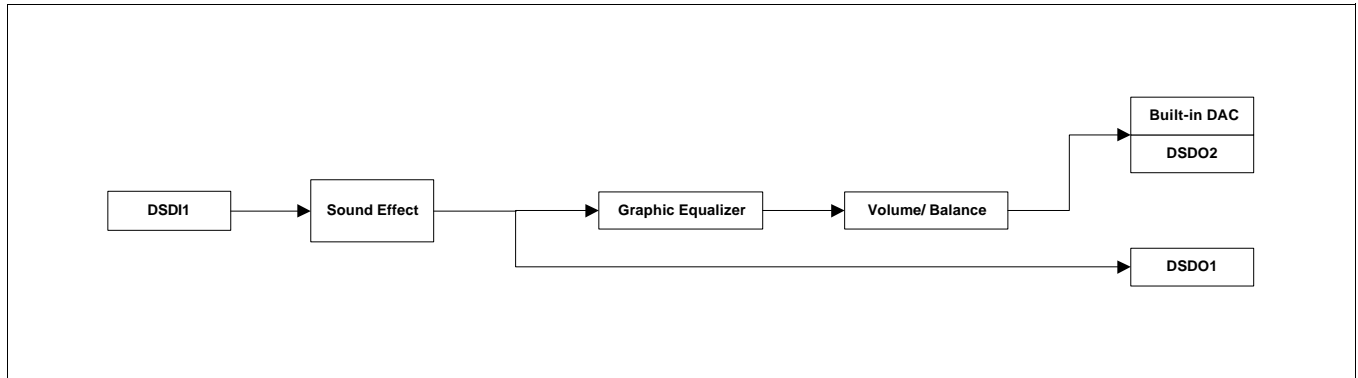 Built-in DAC
DSDO2
DSDI1
Sound Effect
Graphic Equalizer
Volume/ Balance
DSDO1